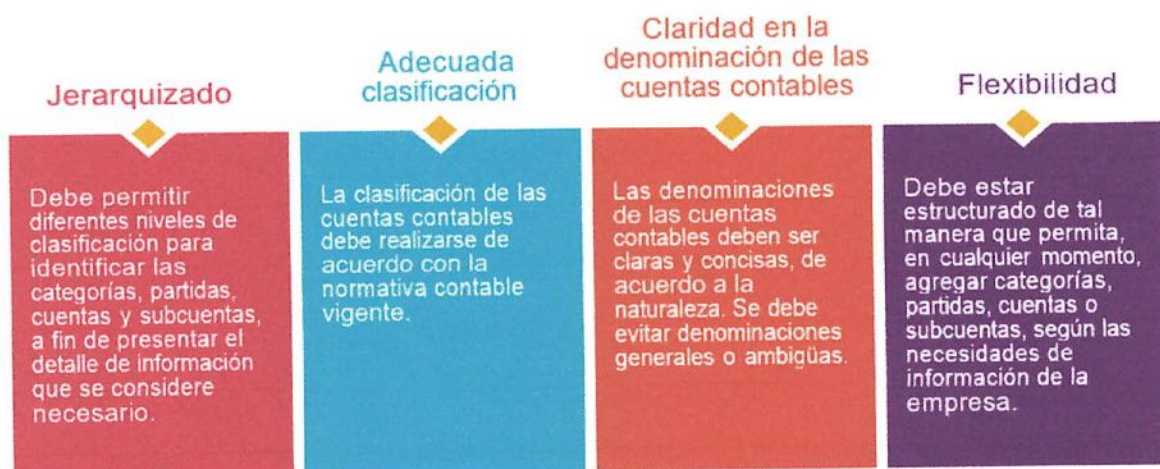 Jerarquizado
Debe permitir
diferentes niveles de
clasificación para
identificar las
categorías, partidas,
cuentas y subcuentas,
a fin de presentar el
detalle de información
que se considere
necesario.
Adecuada
clasificación
La clasificación de las
cuentas contables
debe realizarse de
acuerdo con la
normativa contable
vigente.
Claridad en la
denominación de las
cuentas contables
Las denominaciones
de las cuentas
contables deben ser
claras y concisas, de
acuerdo a la
naturaleza. Se debe
evitar denominaciones
generales o ambigüas.
Flexibilidad
Debe estar
estructurado de tal
manera que permita,
en cualquier momento,
agregar categorías,
partidas, cuentas o
subcuentas, según las
necesidades de
información de la
empresa.